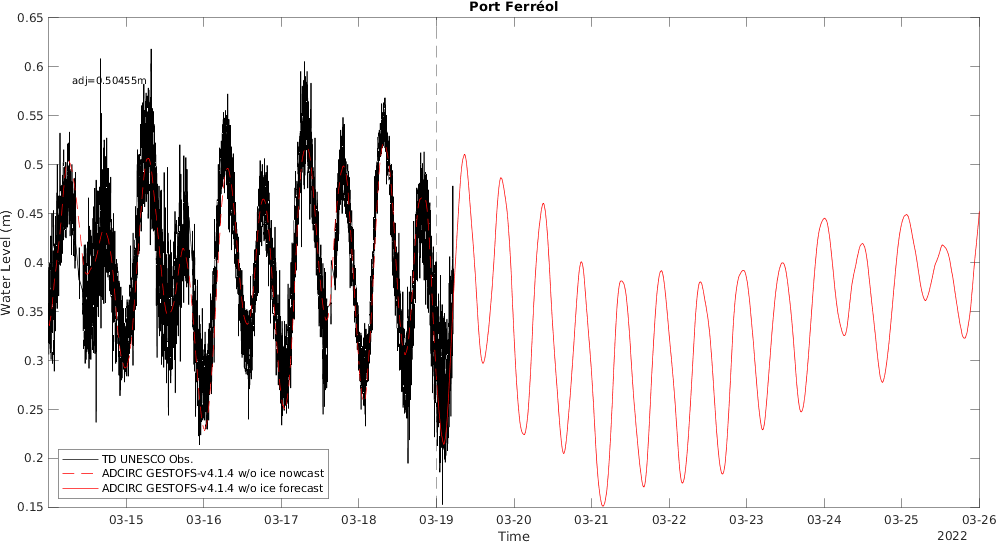 Port Ferréol
0.65
0.6
0.55
0.5
0.45
0.4
0.35
0.3
0.25
0.2
0.15
Water Level (m)
adj=0.50455m
TD UNESCO Obs.
ADCIRC GESTOFS-v4.1.4 w/o ice nowcast
ADCIRC GESTOFS-v4.1.4 w/o ice forecast
03-15 03-16 03-17 03-18 03-19 03-20 03-21 03-22 03-23 03-24 03-25 03-26
Time
2022